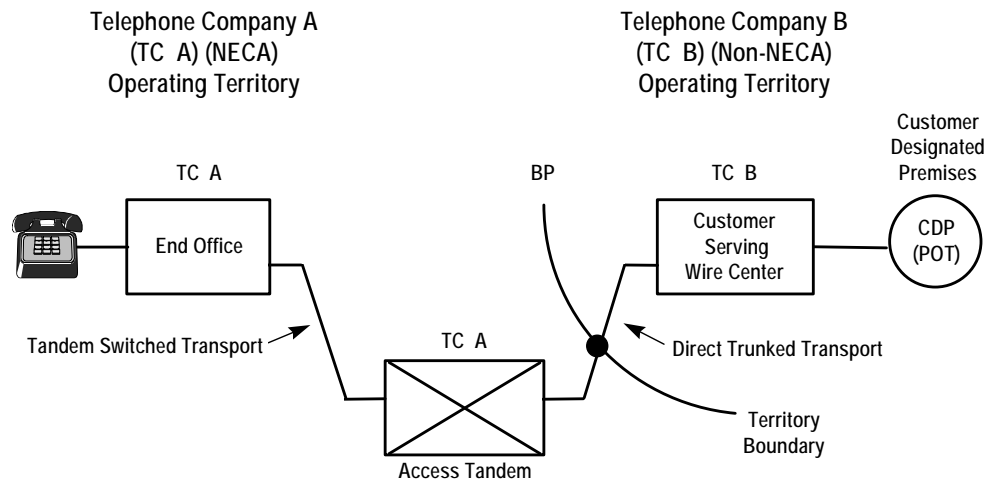 Telephone Company A
(TC A) (NECA)
Operating Territory
Telephone Company B
(TC B) (Non-NECA)
Operating Territory
Customer
Designated
Premises
TC A
BP
TC B
End Office
Customer
Serving
Wire Center
CDP
(POT)
Tandem Switched Transport
TC A
Direct Trunked Transport
Territory
Boundary
Access Tandem